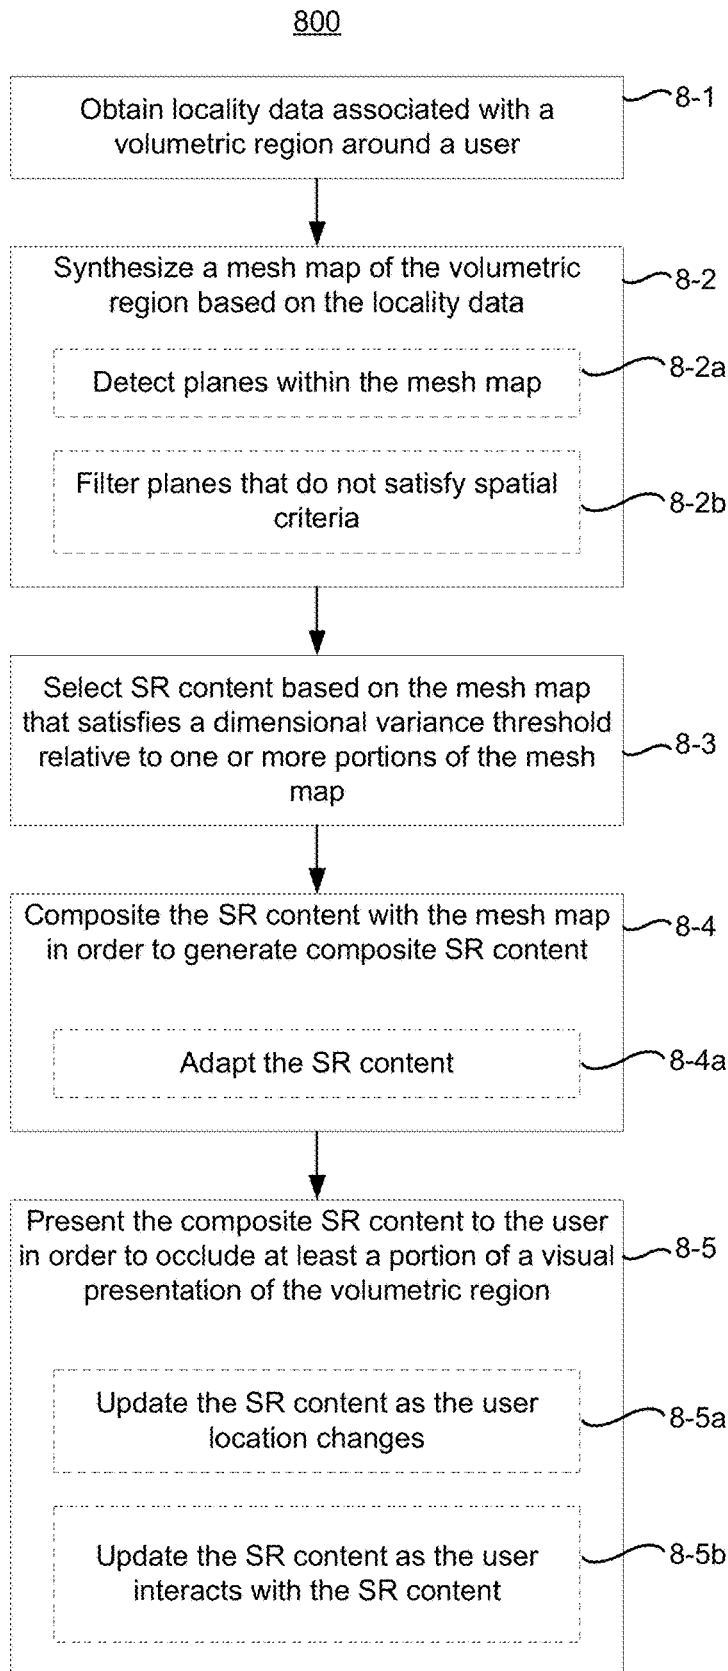 800
Obtain locality data associated with a
volumetric region around a user
8-1
Synthesize a mesh map of the volumetric
region based on the locality data
8-2
Detect planes within the mesh map
8-2a
Filter planes that do not satisfy spatial
criteria
8-2b
Select SR content based on the mesh map
that satisfies a dimensional variance threshold
relative to one or more portions of the mesh
map
8-3
Composite the SR content with the mesh map
in order to generate composite SR content
8-4
Adapt the SR content
8-4a
Present the composite SR content to the user
in order to occlude at least a portion of a visual
presentation of the volumetric region
8-5
Update the SR content as the user
location changes
8-5a
Update the SR content as the user
interacts with the SR content
8-5b